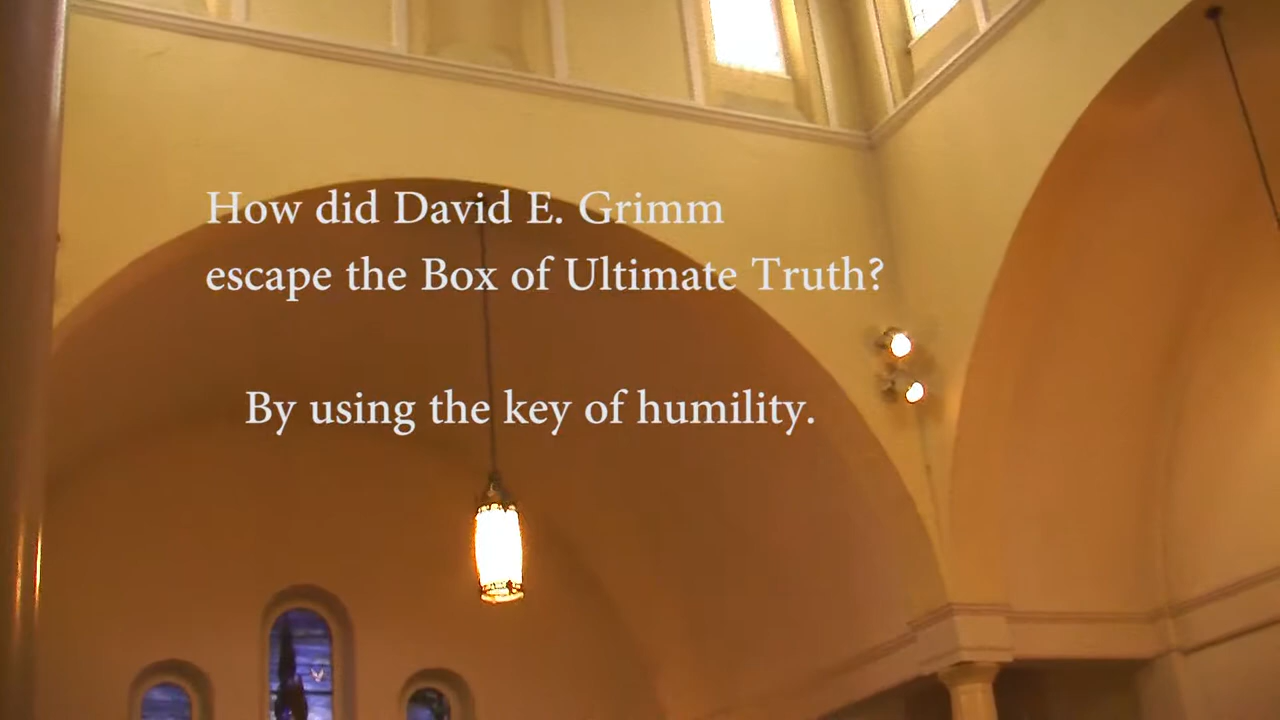 How did David E. Grimm
escape the Box of Ultimate Truth?
By using the key of humility.